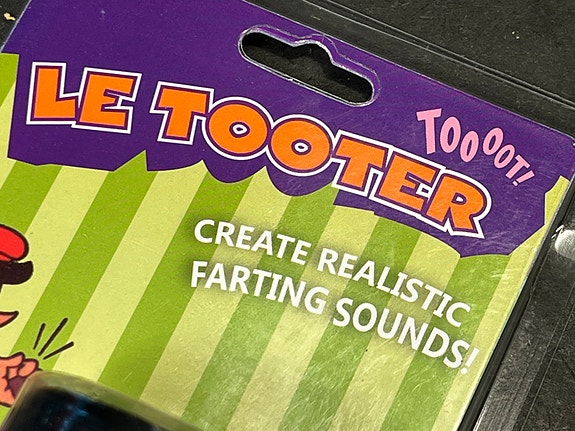 LE TOOTER
TOOOOT!
CREATE REALISTIC
FARTING SOUNDS!